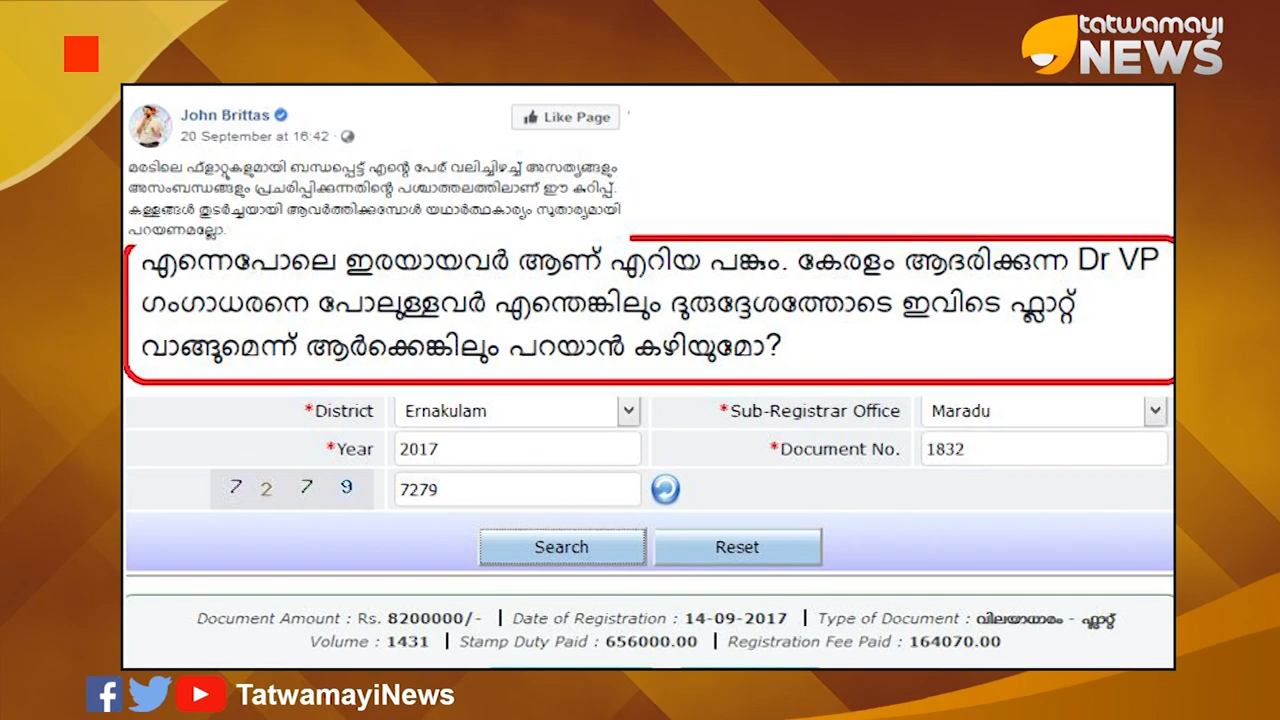 tatwamayi
NEWS
John Brittas
20 September at 16:42 ·
Like Page
മരടിലെ ഫ്ളാറ്റുകളുമായി ബന്ധപ്പെട്ട് എന്റെ പേര് വലിച്ചിഴച്ച് അസത്യങ്ങളും
അസംബന്ധങ്ങളും പ്രചരിപ്പിക്കുന്നതിന്റെ പശ്ചാത്തലത്തിലാണ് ഈ കുറിപ്പ്.
കള്ളങ്ങൾ തുടർച്ചയായി ആവർത്തിക്കുമ്പോൾ യഥാർത്ഥകാര്യം സുതാര്യമായി
പറയണമല്ലോ.
എന്നെപോലെ ഇരയായവർ ആണ് എറിയ പങ്കും. കേരളം ആദരിക്കുന്ന Dr VP
ഗംഗാധരനെ പോലുള്ളവർ എന്തെങ്കിലും ദുരുദ്ദേശത്തോടെ ഇവിടെ ഫ്ലാറ്റ്
വാങ്ങുമെന്ന് ആർക്കെങ്കിലും പറയാൻ കഴിയുമോ?
*District Ernakulam *Sub-Registrar Office Maradu
*Year 2017 *Document No. 1832
7 2 7 9 7279
Search Reset
Document Amount : Rs. 8200000/- | Date of Registration : 14-09-2017 | Type of Document : വിലയാധാരം - ഫ്ലാറ്റ്
Volume : 1431 | Stamp Duty Paid : 656000.00 | Registration Fee Paid : 164070.00
TatwamayiNews